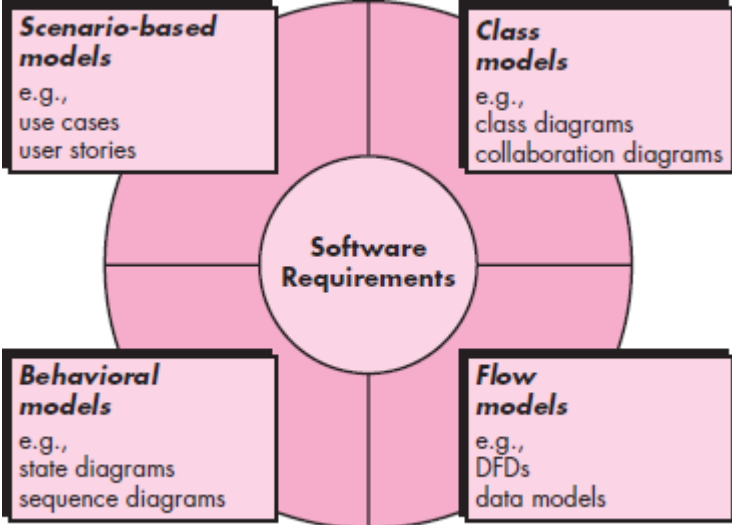 Scenario-based
models
e.g.,
use cases
user stories
Class
models
e.g.,
class diagrams
collaboration diagrams
Software
Requirements
Behavioral
models
e.g.,
state diagrams
sequence diagrams
Flow
models
e.g.,
DFDs
data models